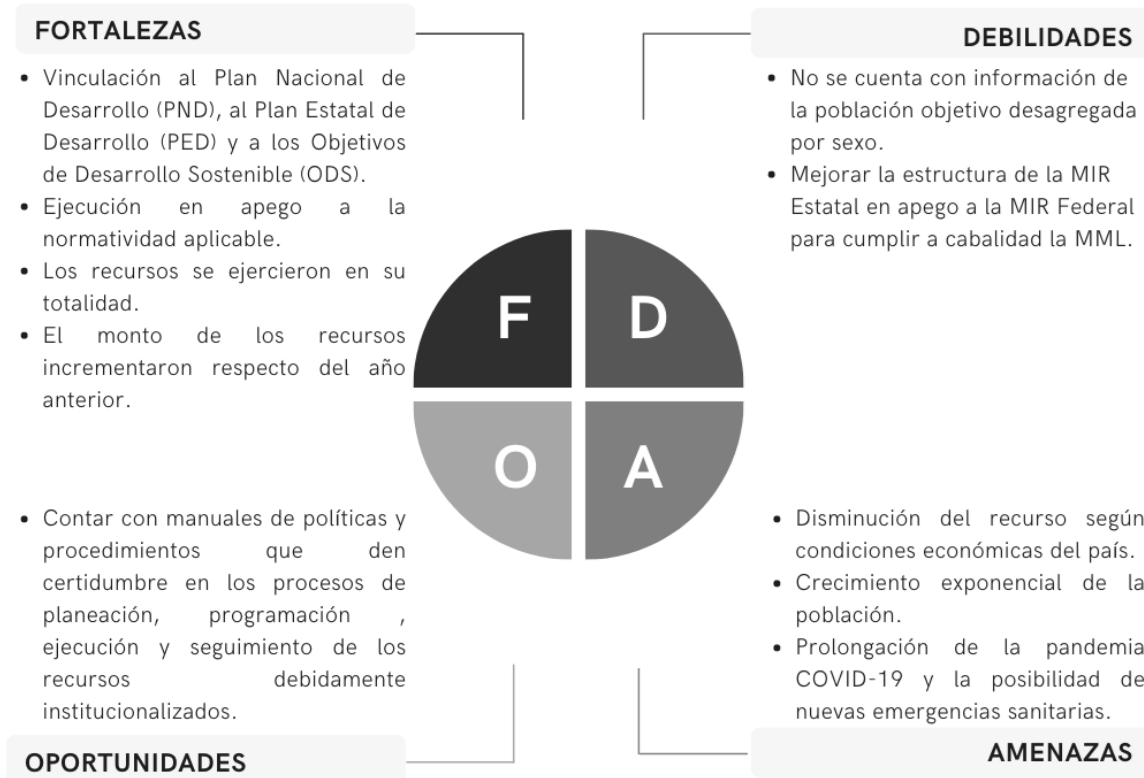 FORTALEZAS
• Vinculación al Plan Nacional de
Desarrollo (PND), al Plan Estatal de
Desarrollo (PED) y a los Objetivos
de Desarrollo Sostenible (ODS).
• Ejecución en apego a la
normatividad aplicable.
• Los recursos se ejercieron en su
totalidad.
• El monto de los recursos
incrementaron respecto del año
anterior.
DEBILIDADES
• No se cuenta con información de
la población objetivo desagregada
por sexo.
• Mejorar la estructura de la MIR
Estatal en apego a la MIR Federal
para cumplir a cabalidad la MML.
F
D
O
A
• Contar con manuales de políticas y
procedimientos que den
certidumbre en los procesos de
planeación, programación ,
ejecución y seguimiento de los
recursos debidamente
institucionalizados.
OPORTUNIDADES
• Disminución del recurso según
condiciones económicas del país.
• Crecimiento exponencial de la
población.
• Prolongación de la pandemia
COVID-19 y la posibilidad de
nuevas emergencias sanitarias.
AMENAZAS